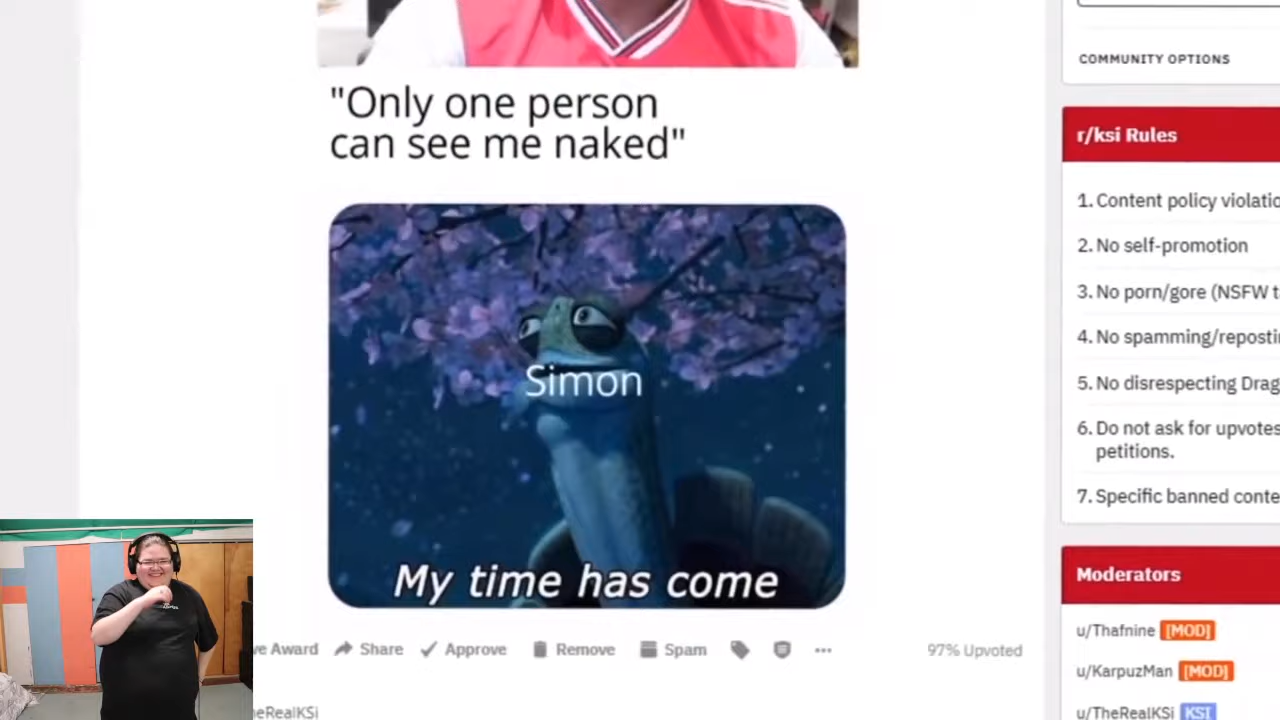 "Only one person
can see me naked"
Simon
My time has come
ve Award Share Approve Remove Spam ••• 97% Upvoted
eRealKSi
COMMUNITY OPTIONS
r/ksi Rules
1. Content policy violatio
2. No self-promotion
3. No porn/gore (NSFW t
4. No spamming/reposti
5. No disrespecting Drag
6. Do not ask for upvotes
petitions.
7. Specific banned conte
Moderators
u/Thafnine [MOD]
u/KarpuzMan [MOD]
u/TheRealKSi KSI